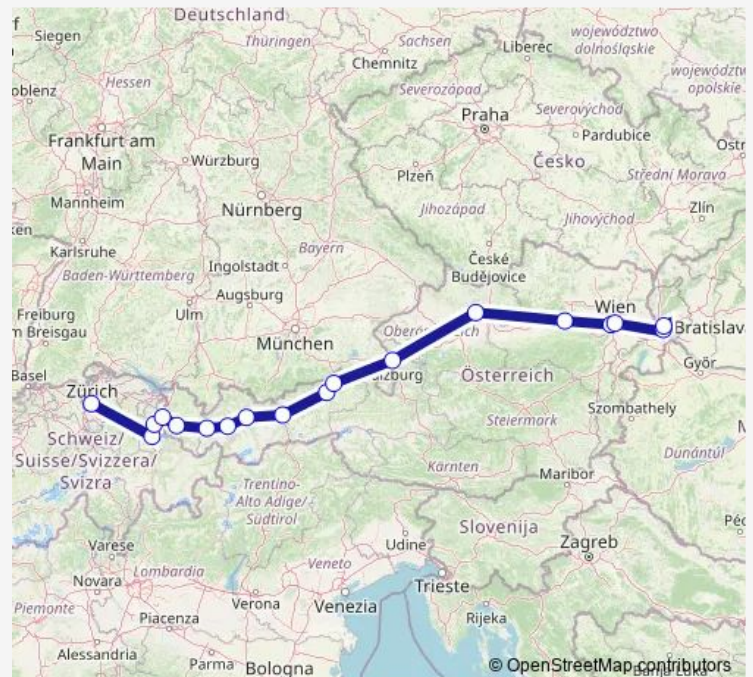 Deutschland
Siegen
Thüringen
Sachsen
Chemnitz
Liberec
województwo
dolnośląskie
województw
opolskie
Hessen
Severozápad
Praha
Severovýchod
Pardubice
Frankfurt am
Main
Würzburg
Česko
Plzeň
Střední Morava
Mannheim
Nürnberg
Jihozápad
Jihovýchod
Zlín
Karlsruhe
Bayern
České
Budějovice
Ingolstadt
Baden-Württemberg
Augsburg
Ulm
Wien
Freiburg
m Breisgau
München
Bratislava
Győr
Basel
Zürich
Österreich
Szombathely
Schweiz/
Suisse/Svizzera/
Svizra
Steiermark
Kärnten
Maribor
Dunántúl
Trentino-
Alto Adige/
Südtirol
Slovenija
Zagreb
Udine
Varese
Lombardia
Veneto
Trieste
Novara
Verona
Venezia
Rijeka
Piemonte
Piacenza
Alessandria
Parma
Bologna
© OpenStreetMap contributors